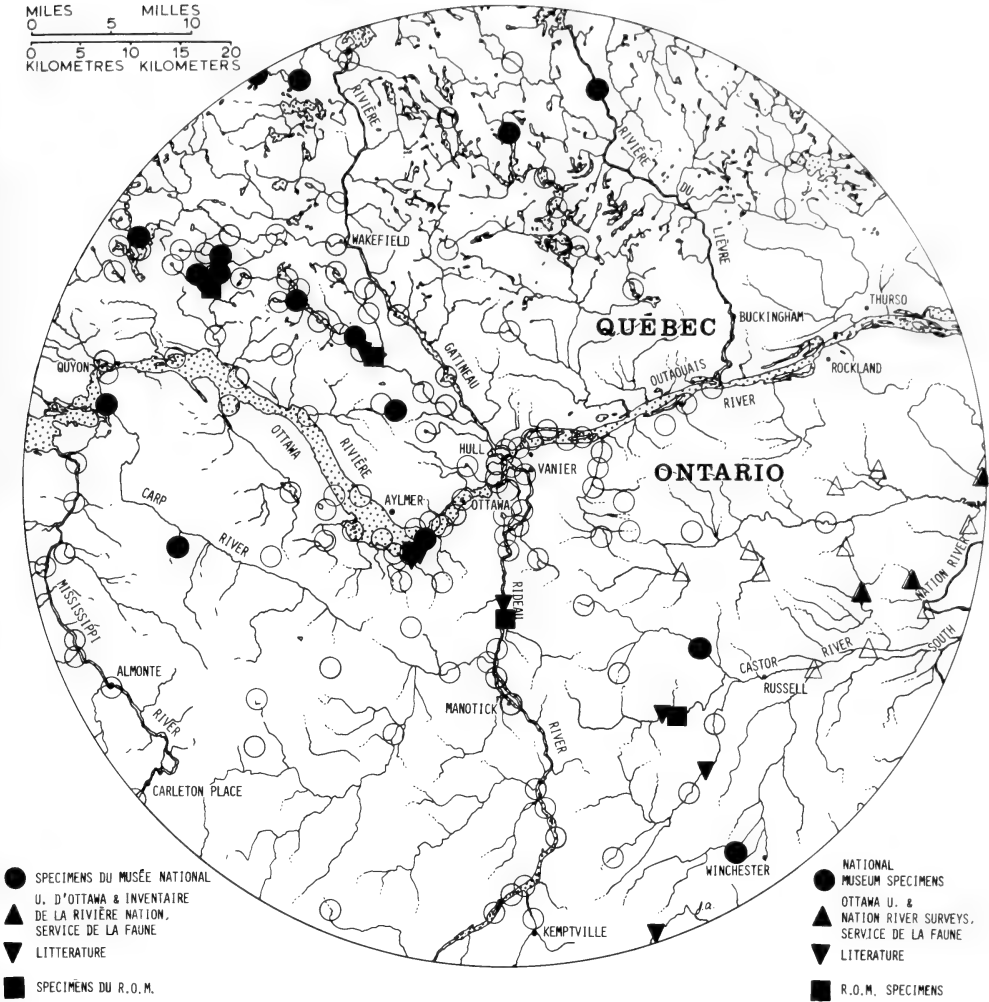 MILES MILLES
0 5 10
0 5 10 15 20
KILOMETRES KILOMETERS
RIVIÈRE
RIVIÈRE
DU
LIÈVRE
WAKEFIELD
THURSO
BUCKINGHAM
QUÉBEC
GATINEAU
QUYON
OUTAOUAIS
ROCKLAND
RIVER
OTTAWA
RIVIÈRE
HULL
VANIER
ONTARIO
CARP
RIVER
AYLMER
OTTAWA
MISSISSIPPI
RIVER
RIDEAU
NATION RIVER
SOUTH
CASTOR
RIVER
RUSSELL
ALMONTE
MANOTICK
RIVER
CARLETON PLACE
WINCHESTER
J.a.
KEMPTVILLE
SPECIMENS DU MUSÉE NATIONAL
U. D'OTTAWA & INVENTAIRE
DE LA RIVIÈRE NATION,
SERVICE DE LA FAUNE
LITTERATURE
SPECIMENS DU R.O.M.
NATIONAL
MUSEUM SPECIMENS
OTTAWA U. &
NATION RIVER SURVEYS,
SERVICE DE LA FAUNE
LITERATURE
R.O.M. SPECIMENS